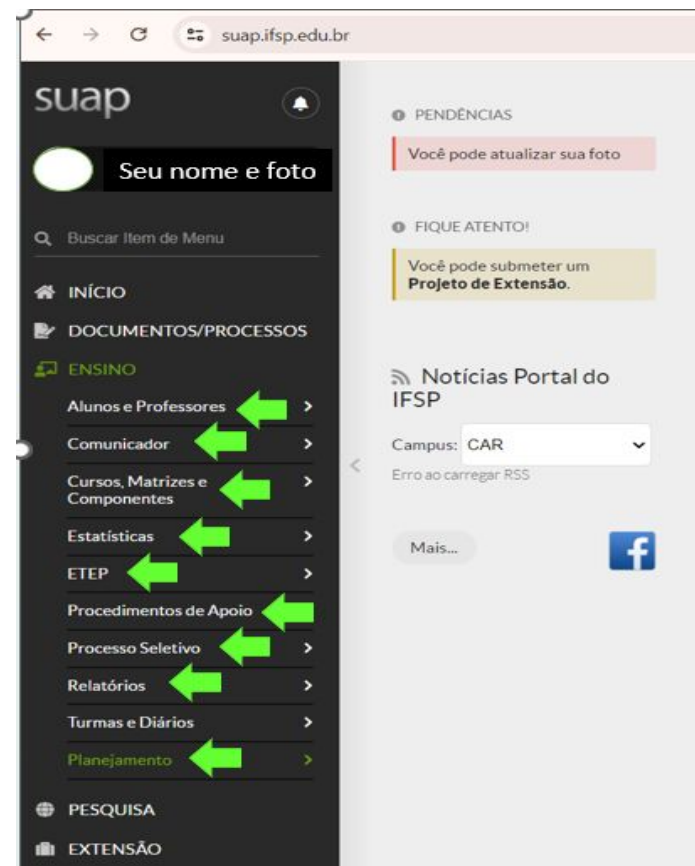 suap.ifsp.edu.br
suap
Seu nome e foto
Buscar Item de Menu
INÍCIO
DOCUMENTOS/PROCESSOS
ENSINO
Alunos e Professores
Comunicador
Cursos, Matrizes e
Componentes
Estatísticas
ETEP
Procedimentos de Apoio
Processo Seletivo
Relatórios
Turmas e Diários
Planejamento
PESQUISA
EXTENSÃO
PENDÊNCIAS
Você pode atualizar sua foto
FIQUE ATENTO!
Você pode submeter um
Projeto de Extensão.
Notícias Portal do
IFSP
Campus: CAR
Erro ao carregar RSS
Mais...
f